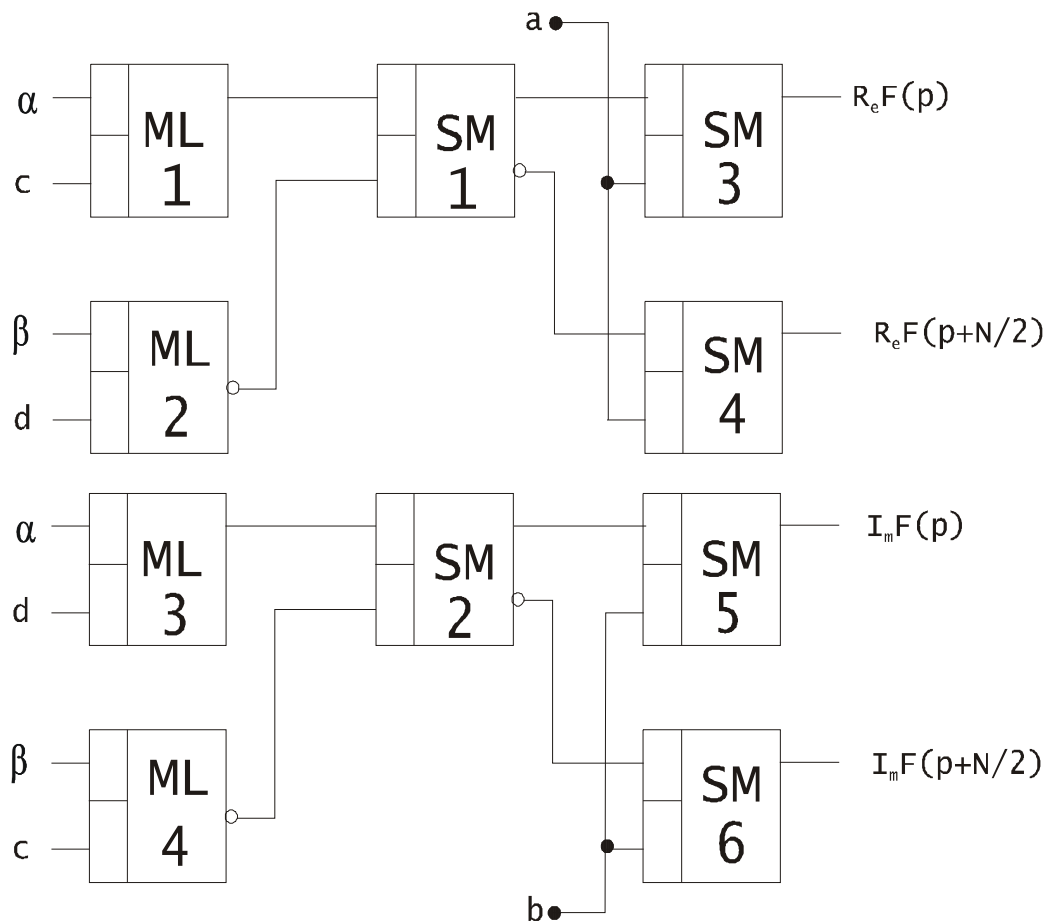 a
α
ML
1
SM
1
SM
3
RₑF(p)
c
β
ML
2
SM
4
RₑF(p+N/2)
d
α
ML
3
SM
2
SM
5
IₘF(p)
d
β
ML
4
SM
6
IₘF(p+N/2)
c
b